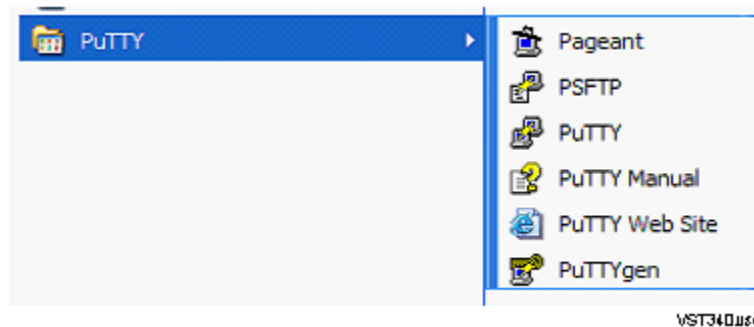 PuTTY
Pageant
PSFTP
PuTTY
PuTTY Manual
PuTTY Web Site
PuTTYgen